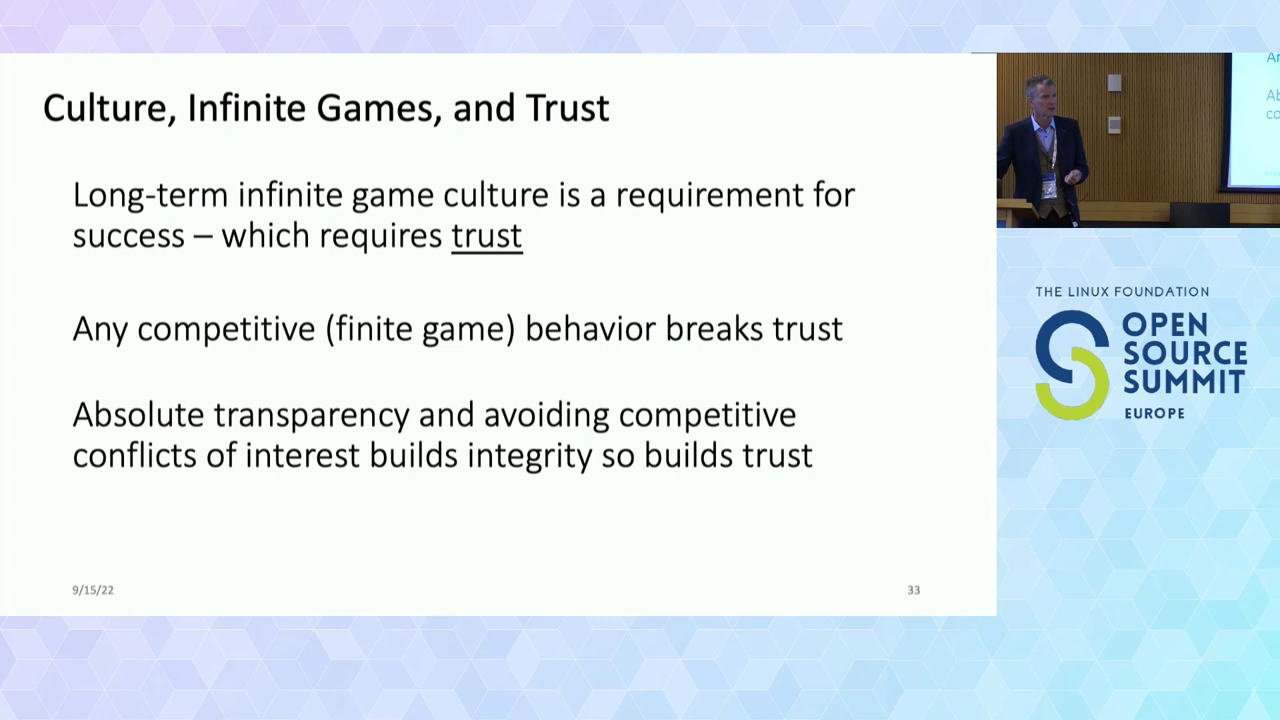 Culture, Infinite Games, and Trust
Long-term infinite game culture is a requirement for
success – which requires trust
Any competitive (finite game) behavior breaks trust
Absolute transparency and avoiding competitive
conflicts of interest builds integrity so builds trust
9/15/22
33
Ab
co
THE LINUX FOUNDATION
OPEN
SOURCE
SUMMIT
EUROPE